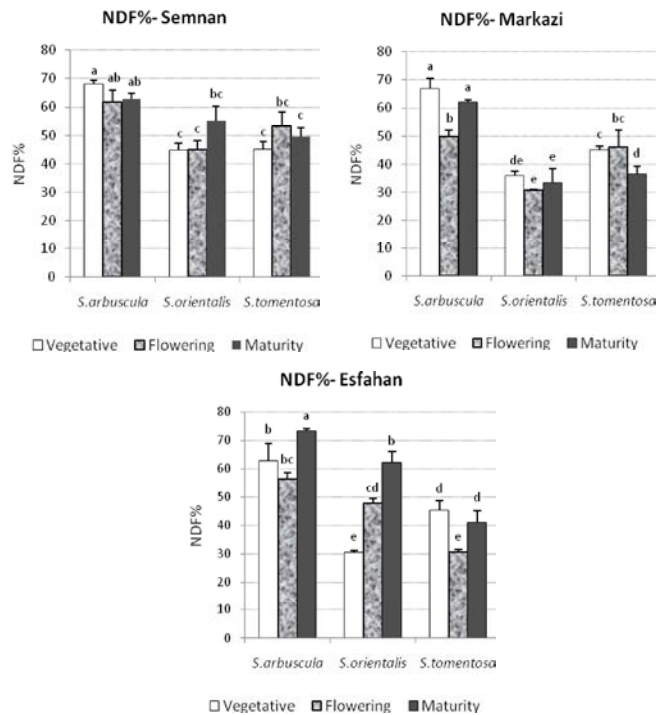 NDF%- Semnan
NDF%
80
70
60
50
40
30
20
10
0
a
ab
ab
c
c
bc
c
bc
c
S.arbuscula
S.orientalis
S.tomentosa
Vegetative
Flowering
Maturity
NDF%- Markazi
NDF%
80
70
60
50
40
30
20
10
0
a
b
a
de
e
e
c
bc
d
S.arbuscula
S.orientalis
S.tomentosa
Vegetative
Flowering
Maturity
NDF%- Esfahan
NDF%
80
70
60
50
40
30
20
10
0
b
bc
a
e
cd
b
d
e
d
S.arbuscula
S.orientalis
S.tomentosa
Vegetative
Flowering
Maturity